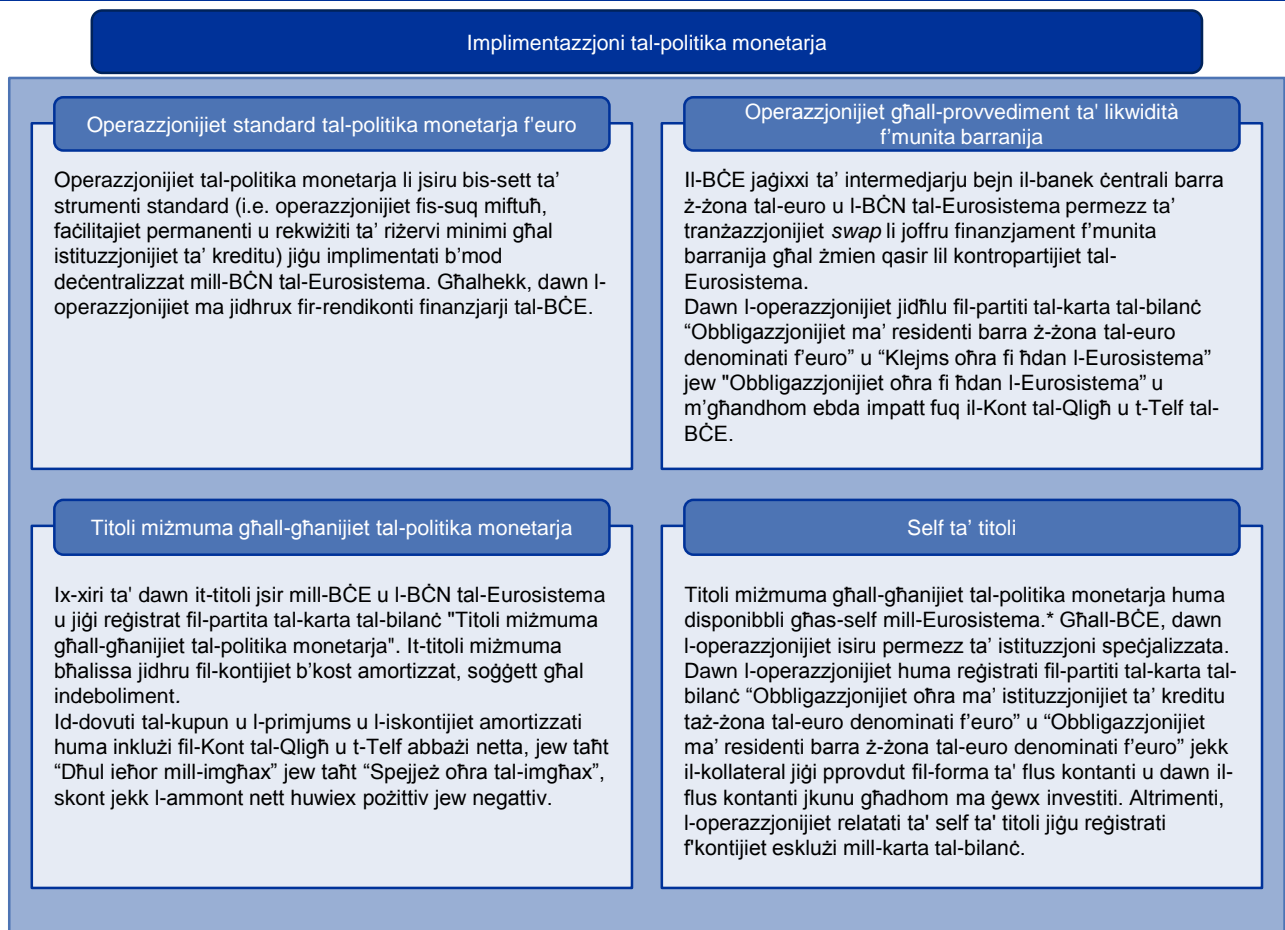 Implimentazzjoni tal-politika monetarja
Operazzjonijiet standard tal-politika monetarja f'euro
Operazzjonijiet tal-politika monetarja li jsiru bis-sett ta'
strumenti standard (i.e. operazzjonijiet fis-suq miftuħ,
faċilitajiet permanenti u rekwiżiti ta' riżervi minimi għal
istituzzjonijiet ta' kreditu) jiġu implimentati b'mod
deċentralizzat mill-BĊN tal-Eurosistema. Għalhekk, dawn l-
operazzjonijiet ma jidhrux fir-rendikonti finanzjarji tal-BĊE.
Operazzjonijiet għall-provvediment ta' likwidità
f'munita barranija
Il-BĊE jaġixxi ta' intermedjarju bejn il-banek ċentrali barra
ż-żona tal-euro u l-BĊN tal-Eurosistema permezz ta'
tranżazzjonijiet swap li joffru finanzjament f'munita
barranija għal żmien qasir lil kontropartijiet tal-
Eurosistema.
Dawn l-operazzjonijiet jidħlu fil-partiti tal-karta tal-bilanċ
“Obbligazzjonijiet ma’ residenti barra ż-żona tal-euro
denominati f’euro” u “Klejms oħra fi ħdan l-Eurosistema”
jew "Obbligazzjonijiet oħra fi ħdan l-Eurosistema” u
m’għandhom ebda impatt fuq il-Kont tal-Qligħ u t-Telf tal-
BĊE.
Titoli miżmuma għall-għanijiet tal-politika monetarja
Ix-xiri ta' dawn it-titoli jsir mill-BĊE u l-BĊN tal-Eurosistema
u jiġi reġistrat fil-partita tal-karta tal-bilanċ "Titoli miżmuma
għall-għanijiet tal-politika monetarja". It-titoli miżmuma
bħalissa jidhru fil-kontijiet b'kost amortizzat, soġġett għal
indeboliment.
Id-dovuti tal-kupun u l-primjums u l-iskontijiet amortizzati
huma inklużi fil-Kont tal-Qligħ u t-Telf abbażi netta, jew taħt
“Dħul ieħor mill-imgħax” jew taħt “Spejjeż oħra tal-imgħax”,
skont jekk l-ammont nett huwiex pożittiv jew negattiv.
Self ta’ titoli
Titoli miżmuma għall-għanijiet tal-politika monetarja huma
disponibbli għas-self mill-Eurosistema.* Għall-BĊE, dawn
l-operazzjonijiet isiru permezz ta’ istituzzjoni speċjalizzata.
Dawn l-operazzjonijiet huma reġistrati fil-partiti tal-karta tal-
bilanċ “Obbligazzjonijiet oħra ma’ istituzzjonijiet ta’ kreditu
taż-żona tal-euro denominati f’euro” u “Obbligazzjonijiet
ma’ residenti barra ż-żona tal-euro denominati f’euro” jekk
il-kollateral jiġi pprovdut fil-forma ta' flus kontanti u dawn il-
flus kontanti jkunu għadhom ma ġewx investiti. Altrimenti,
l-operazzjonijiet relatati ta' self ta' titoli jiġu reġistrati
f'kontijiet esklużi mill-karta tal-bilanċ.